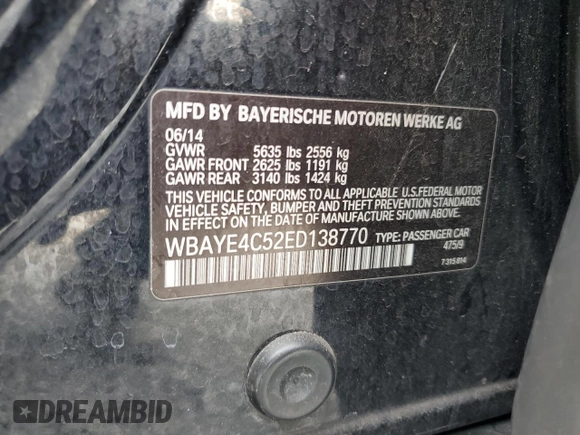 MFD BY BAYERISCHE MOTOREN WERKE AG
06/14
GVWR 5635 lbs 2556 kg
GAWR FRONT 2625 lbs 1191 kg
GAWR REAR 3140 lbs 1424 kg
THIS VEHICLE CONFORMS TO ALL APPLICABLE U.S.FEDERAL MOTOR
VEHICLE SAFETY, BUMPER AND THEFT PREVENTION STANDARDS
IN EFFECT ON THE DATE OF MANUFACTURE SHOWN ABOVE.
WBAYE4C52ED138770 TYPE: PASSENGER CAR
475/9
7315814
DREAMBID